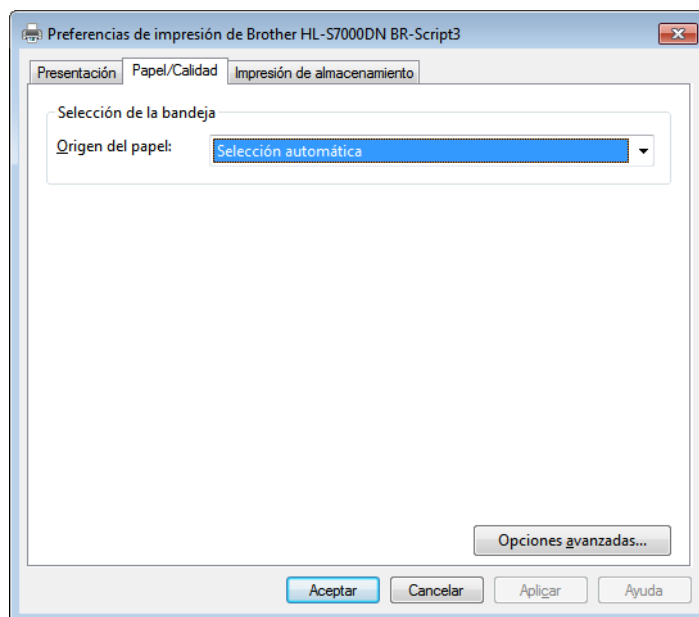 Preferencias de impresión de Brother HL-S7000DN BR-Script3
Presentación Papel/Calidad Impresión de almacenamiento
Selección de la bandeja
Origen del papel: Selección automática
Opciones avanzadas...
Aceptar Cancelar Aplicar Ayuda